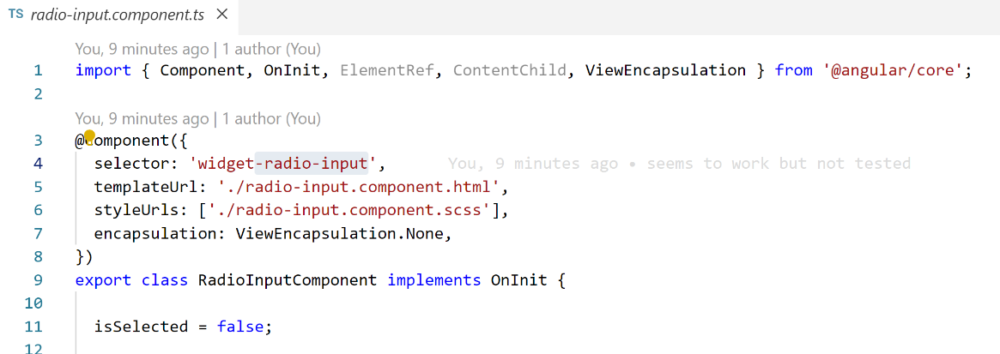 TS radio-input.component.ts ×
You, 9 minutes ago | 1 author (You)
1 import { Component, OnInit, ElementRef, ContentChild, ViewEncapsulation } from '@angular/core';
2
You, 9 minutes ago | 1 author (You)
3 @Component({
4 selector: 'widget-radio-input', You, 9 minutes ago • seems to work but not tested
5 templateUrl: './radio-input.component.html',
6 styleUrls: ['./radio-input.component.scss'],
7 encapsulation: ViewEncapsulation.None,
8 })
9 export class RadioInputComponent implements OnInit {
10
11 isSelected = false;
12